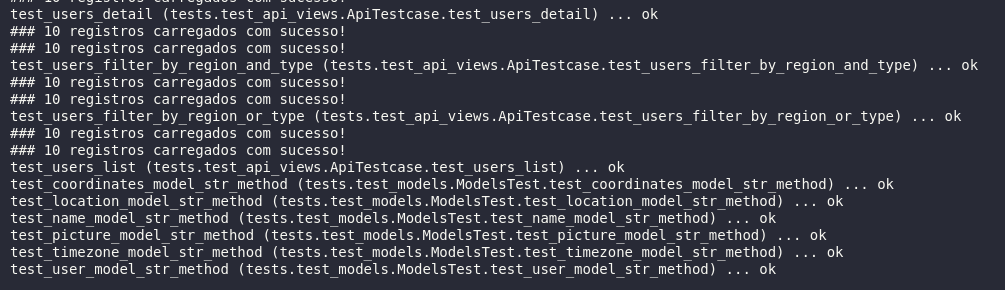 ### 10 registros carregados com sucesso!
test_users_detail (tests.test_api_views.ApiTestcase.test_users_detail) ... ok
### 10 registros carregados com sucesso!
### 10 registros carregados com sucesso!
test_users_filter_by_region_and_type (tests.test_api_views.ApiTestcase.test_users_filter_by_region_and_type) ... ok
### 10 registros carregados com sucesso!
### 10 registros carregados com sucesso!
test_users_filter_by_region_or_type (tests.test_api_views.ApiTestcase.test_users_filter_by_region_or_type) ... ok
### 10 registros carregados com sucesso!
### 10 registros carregados com sucesso!
test_users_list (tests.test_api_views.ApiTestcase.test_users_list) ... ok
test_coordinates_model_str_method (tests.test_models.ModelsTest.test_coordinates_model_str_method) ... ok
test_location_model_str_method (tests.test_models.ModelsTest.test_location_model_str_method) ... ok
test_name_model_str_method (tests.test_models.ModelsTest.test_name_model_str_method) ... ok
test_picture_model_str_method (tests.test_models.ModelsTest.test_picture_model_str_method) ... ok
test_timezone_model_str_method (tests.test_models.ModelsTest.test_timezone_model_str_method) ... ok
test_user_model_str_method (tests.test_models.ModelsTest.test_user_model_str_method) ... ok